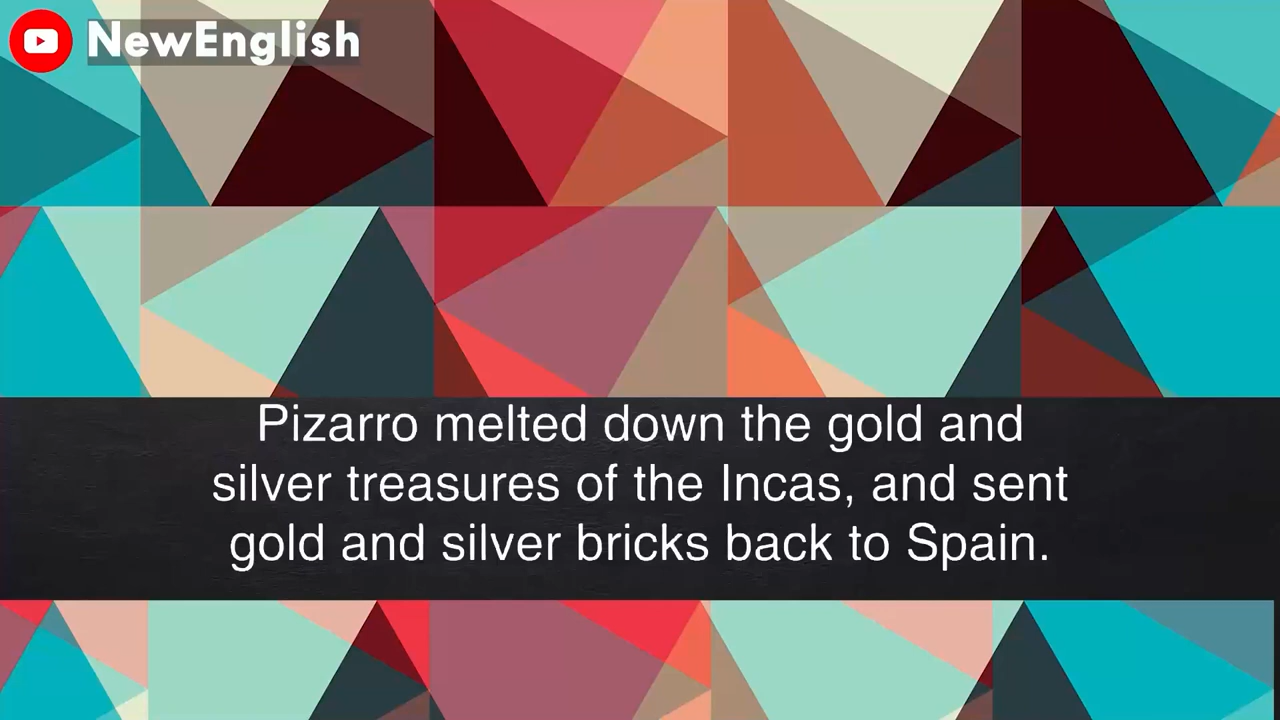 NewEnglish
Pizarro melted down the gold and
silver treasures of the Incas, and sent
gold and silver bricks back to Spain.